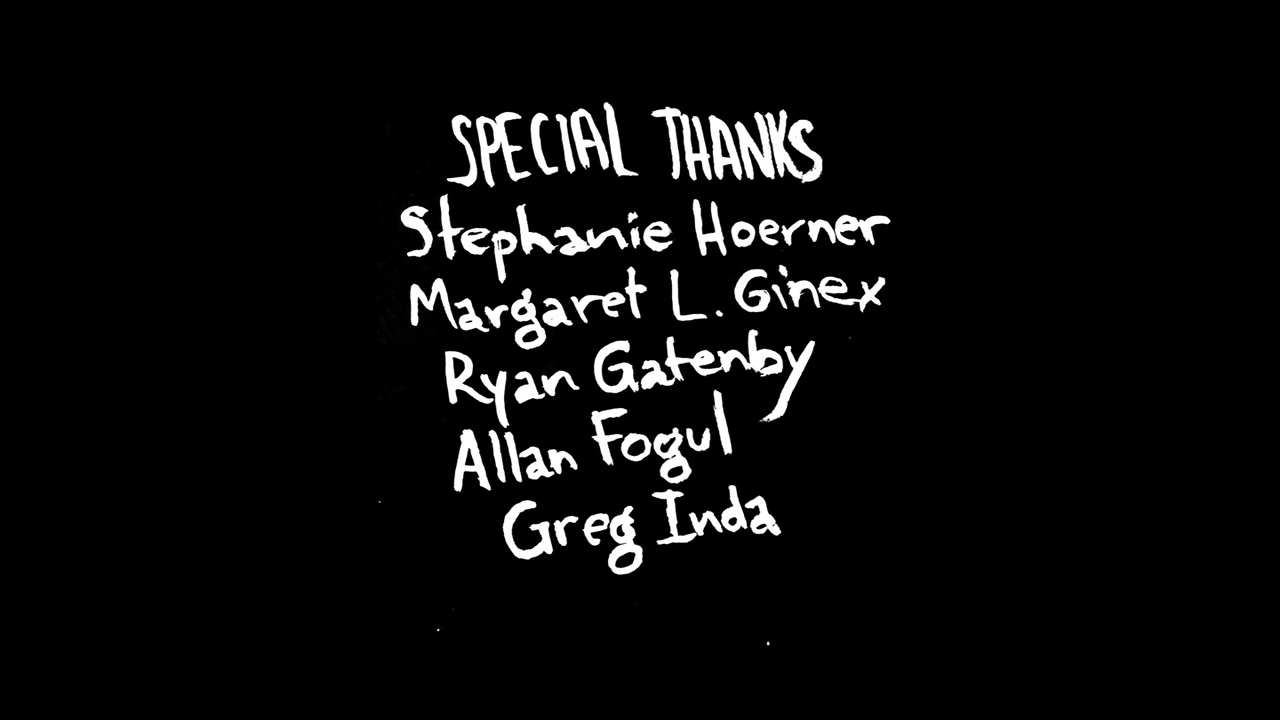 SPECIAL THANKS
Stephanie Hoerner
Margaret L. Ginex
Ryan Gatenby
Allan Fogul
Greg Inda